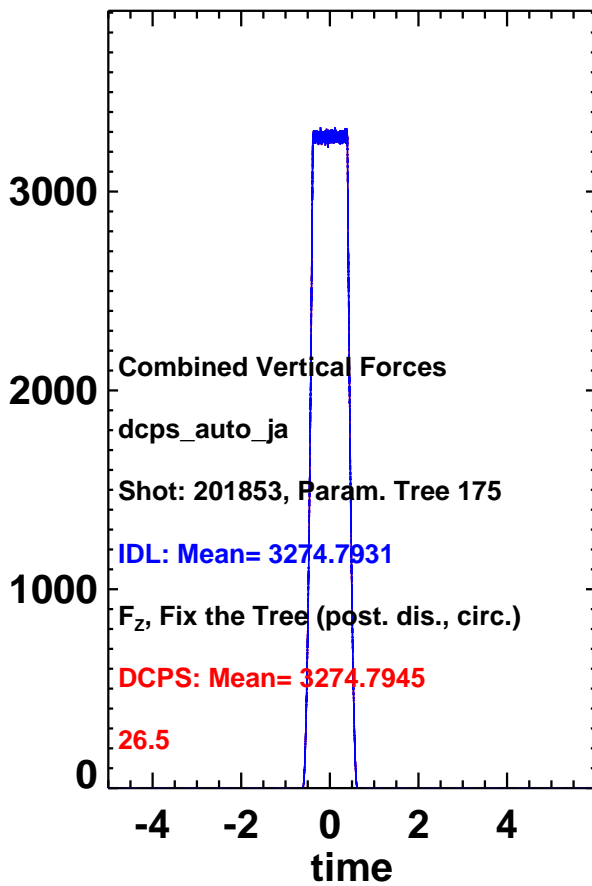 3000
2000
Combined Vertical Forces
dcps_auto_ja
Shot: 201853, Param. Tree 175
IDL: Mean= 3274.7931
1000
Fz, Fix the Tree (post. dis., circ.)
DCPS: Mean= 3274.7945
26.5
0
-4 -2 0 2 4
time